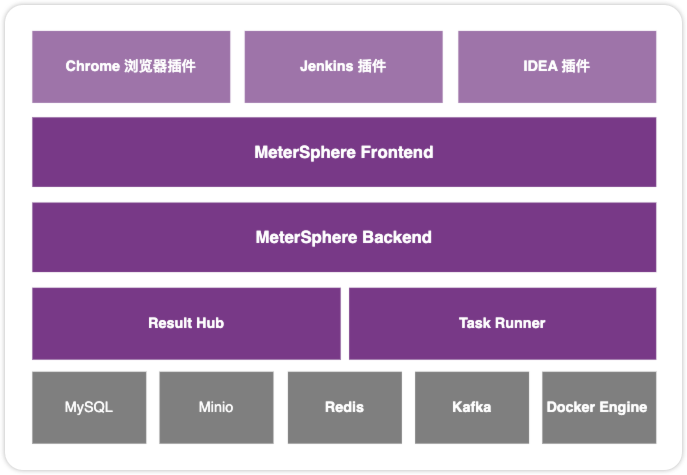 Chrome 浏览器插件
Jenkins 插件
IDEA 插件
MeterSphere Frontend
MeterSphere Backend
Result Hub
Task Runner
MySQL
Minio
Redis
Kafka
Docker Engine